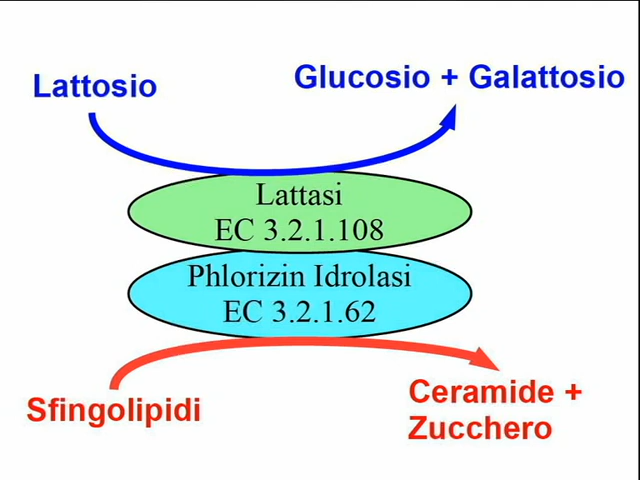 Lattosio
Glucosio + Galattosio
Lattasi
EC 3.2.1.108
Phlorizin Idrolasi
EC 3.2.1.62
Sfingolipidi
Ceramide +
Zucchero